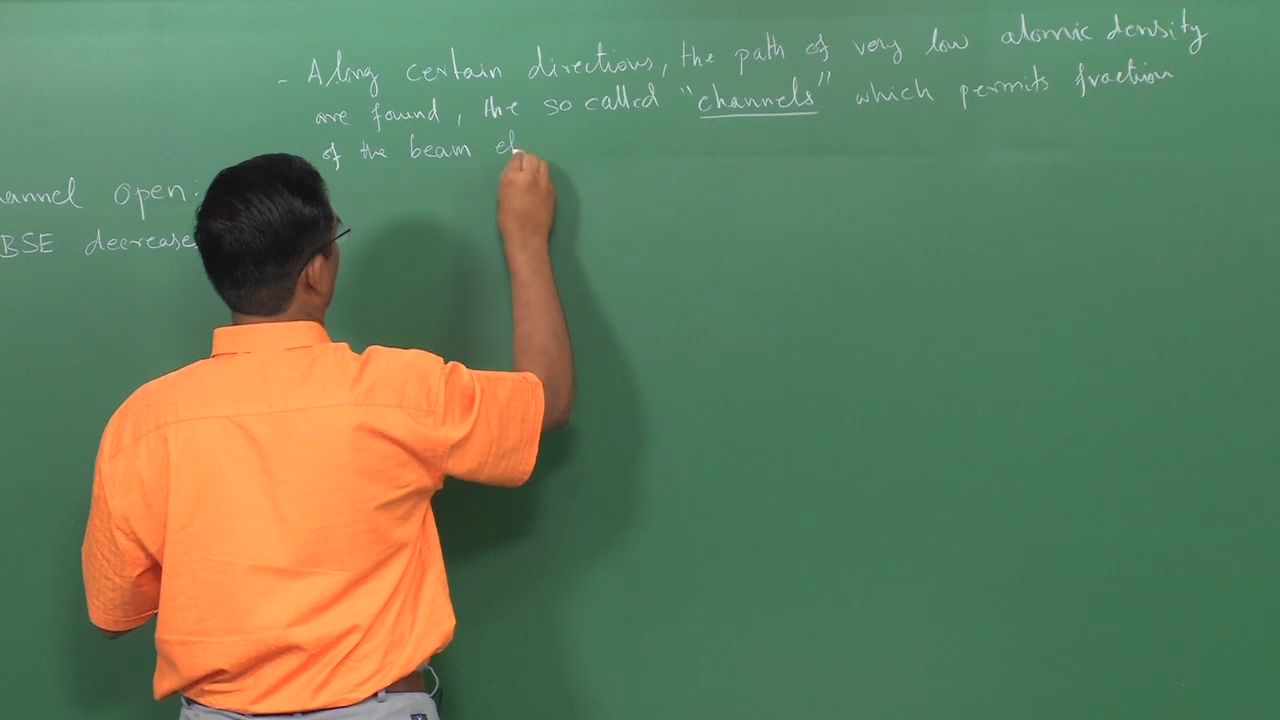 - Along certain directions, the path of very low atomic density
are found, the so called "channels" which permits fraction
of the beam el
annel open:
BSE decrease